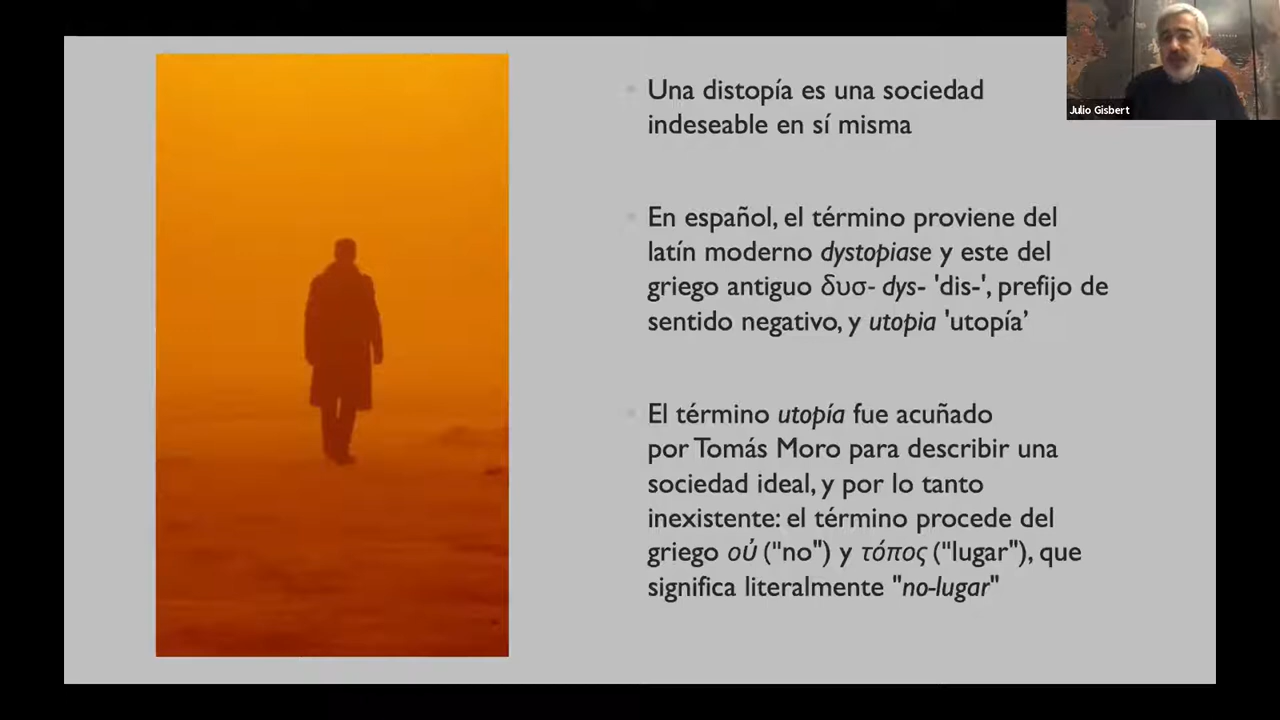 Una distopía es una sociedad
indeseable en sí misma
En español, el término proviene del
latín moderno dystopiase y este del
griego antiguo δυσ- dys- 'dis-', prefijo de
sentido negativo, y utopia 'utopía’
El término utopía fue acuñado
por Tomás Moro para describir una
sociedad ideal, y por lo tanto
inexistente: el término procede del
griego οὐ ("no") y τόπος ("lugar"), que
significa literalmente "no-lugar"
Julio Gisbert